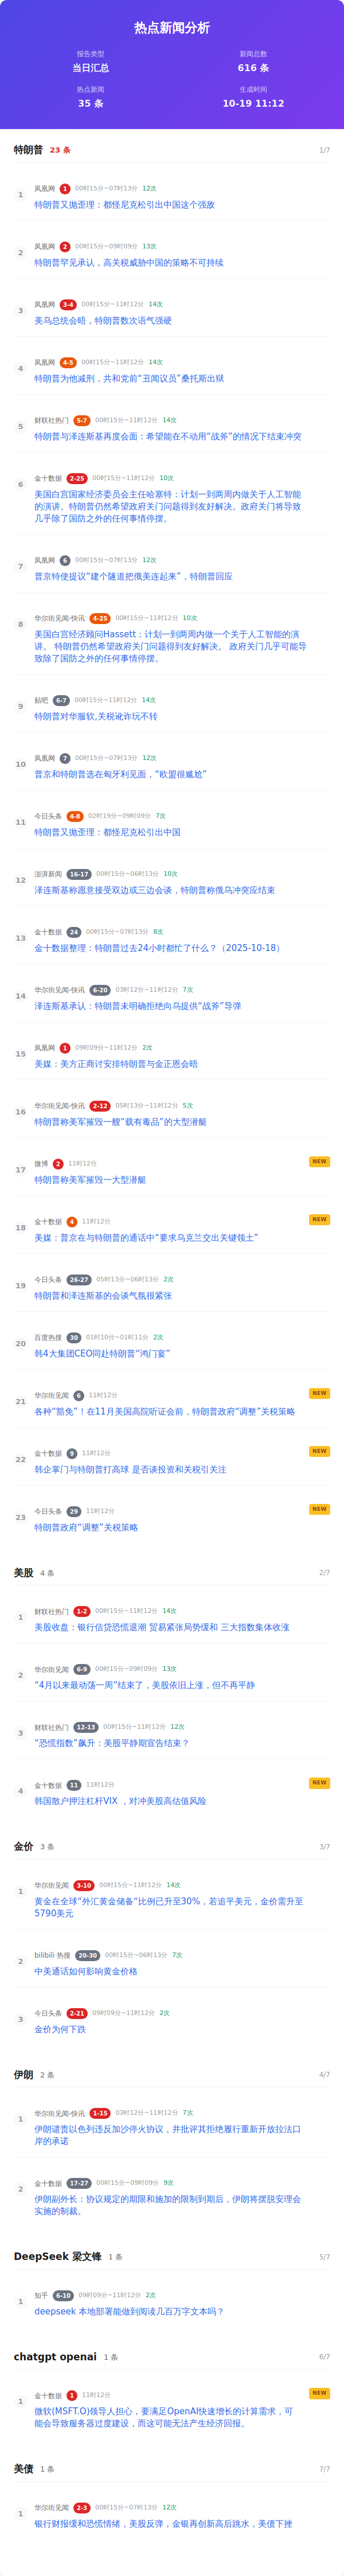 热点新闻分析
报告类型
新闻总数
当日汇总
616 条
热点新闻
生成时间
35 条
10-19 11:12
特朗普 23 条 1/7
1
凤凰网 1 00时15分~07时13分 12次
特朗普又抛歪理：都怪尼克松引出中国这个强敌
2
凤凰网 2 00时15分~09时09分 13次
特朗普罕见承认，高关税威胁中国的策略不可持续
3
凤凰网 3-4 00时15分~11时12分 14次
美乌总统会晤，特朗普数次语气强硬
4
凤凰网 4-5 00时15分~11时12分 14次
特朗普为他减刑，共和党前“丑闻议员”桑托斯出狱
5
财联社热门 5-7 00时15分~11时12分 14次
特朗普与泽连斯基再度会面：希望能在不动用“战斧”的情况下结束冲突
6
金十数据 2-25 00时15分~11时12分 10次
美国白宫国家经济委员会主任哈塞特：计划一到两周内做关于人工智能
的演讲。特朗普仍然希望政府关门问题得到友好解决。政府关门将导致
几乎除了国防之外的任何事情停摆。
7
凤凰网 6 00时15分~07时13分 12次
普京特使提议“建个隧道把俄美连起来”，特朗普回应
8
华尔街见闻-快讯 4-25 00时15分~11时12分 10次
美国白宫经济顾问Hassett：计划一到两周内做一个关于人工智能的演
讲。 特朗普仍然希望政府关门问题得到友好解决。 政府关门几乎可能导
致除了国防之外的任何事情停摆。
9
贴吧 6-7 00时15分~11时12分 14次
特朗普对华服软,关税讹诈玩不转
10
凤凰网 7 00时15分~07时13分 12次
普京和特朗普选在匈牙利见面，“欧盟很尴尬”
11
今日头条 4-8 02时19分~09时09分 7次
特朗普又抛歪理：都怪尼克松引出中国
12
澎湃新闻 16-17 00时15分~06时13分 10次
泽连斯基称愿意接受双边或三边会谈，特朗普称俄乌冲突应结束
13
金十数据 24 00时15分~07时13分 8次
金十数据整理：特朗普过去24小时都忙了什么？（2025-10-18）
14
华尔街见闻-快讯 6-20 03时12分~11时12分 7次
泽连斯基承认：特朗普未明确拒绝向乌提供“战斧”导弹
15
凤凰网 1 09时09分~11时12分 2次
美媒：美方正商讨安排特朗普与金正恩会晤
16
华尔街见闻-快讯 2-12 05时13分~11时12分 5次
特朗普称美军摧毁一艘“载有毒品”的大型潜艇
17
微博 2 11时12分 NEW
特朗普称美军摧毁一大型潜艇
18
金十数据 4 11时12分 NEW
美媒：普京在与特朗普的通话中“要求乌克兰交出关键领土”
19
今日头条 26-27 05时13分~06时13分 2次
特朗普和泽连斯基的会谈气氛很紧张
20
百度热搜 30 01时10分~01时11分 2次
韩4大集团CEO同赴特朗普“鸿门宴”
21
华尔街见闻 6 11时12分 NEW
各种“豁免”！在11月美国高院听证会前，特朗普政府“调整”关税策略
22
金十数据 9 11时12分 NEW
韩企掌门与特朗普打高球 是否谈投资和关税引关注
23
今日头条 29 11时12分 NEW
特朗普政府“调整”关税策略
美股 4 条 2/7
1
财联社热门 1-2 00时15分~11时12分 14次
美股收盘：银行信贷恐慌退潮 贸易紧张局势缓和 三大指数集体收涨
2
华尔街见闻 6-9 00时15分~09时09分 13次
“4月以来最动荡一周”结束了，美股依旧上涨，但不再平静
3
财联社热门 12-13 00时15分~11时12分 12次
“恐慌指数”飙升：美股平静期宣告结束？
4
金十数据 11 11时12分 NEW
韩国散户押注杠杆VIX ，对冲美股高估值风险
金价 3 条 3/7
1
华尔街见闻 3-10 00时15分~11时12分 14次
黄金在全球“外汇黄金储备”比例已升至30%，若追平美元，金价需升至
5790美元
2
bilibili 热搜 20-30 00时15分~06时13分 7次
中美通话如何影响黄金价格
3
今日头条 2-21 09时09分~11时12分 2次
金价为何下跌
伊朗 2 条 4/7
1
华尔街见闻-快讯 1-15 03时12分~11时12分 7次
伊朗谴责以色列违反加沙停火协议，并批评其拒绝履行重新开放拉法口
岸的承诺
2
金十数据 17-27 00时15分~09时09分 9次
伊朗副外长：协议规定的期限和施加的限制到期后，伊朗将摆脱安理会
实施的制裁。
DeepSeek 梁文锋 1 条 5/7
1
知乎 6-10 09时09分~11时12分 2次
deepseek 本地部署能做到阅读几百万字文本吗？
chatgpt openai 1 条 6/7
1
金十数据 1 11时12分 NEW
微软(MSFT.O)领导人担心，要满足OpenAI快速增长的计算需求，可
能会导致服务器过度建设，而这可能无法产生经济回报。
美债 1 条 7/7
1
华尔街见闻 2-3 00时15分~07时13分 12次
银行财报缓和恐慌情绪，美股反弹，金银再创新高后跳水，美债下挫